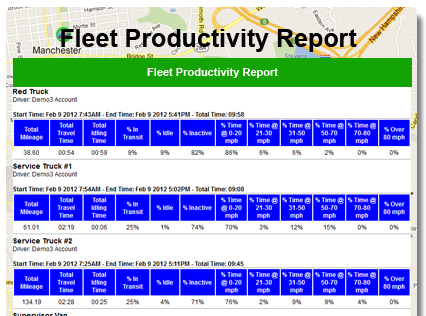 Harrison St
Myrtle St
Manchester
Bridge St
Eastern Ave
New Hampshire
Fleet Productivity Report
Fleet Productivity Report
Red Truck
Driver: Demo3 Account
Start Time: Feb 9 2012 7:43AM - End Time: Feb 9 2012 5:41PM - Total Time: 09:58
Total Mileage Total Travel Time Total Idling Time % In Transit % Idle % Inactive % Time @ 0-20 mph % Time @ 21-30 mph % Time @ 31-50 mph % Time @ 50-70 mph % Time @ 70-80 mph % Over 80 mph
38.60 00:54 00:59 9% 9% 82% 86% 6% 6% 2% 0% 0%
Service Truck #1
Driver: Demo3 Account
Start Time: Feb 9 2012 7:54AM - End Time: Feb 9 2012 5:02PM - Total Time: 09:08
Total Mileage Total Travel Time Total Idling Time % In Transit % Idle % Inactive % Time @ 0-20 mph % Time @ 21-30 mph % Time @ 31-50 mph % Time @ 50-70 mph % Time @ 70-80 mph % Over 80 mph
61.01 02:19 00:06 25% 1% 74% 70% 3% 12% 15% 0% 0%
Service Truck #2
Driver: Demo3 Account
Start Time: Feb 9 2012 7:25AM - End Time: Feb 9 2012 5:11PM - Total Time: 09:45
Total Mileage Total Travel Time Total Idling Time % In Transit % Idle % Inactive % Time @ 0-20 mph % Time @ 21-30 mph % Time @ 31-50 mph % Time @ 50-70 mph % Time @ 70-80 mph % Over 80 mph
134.19 02:28 00:25 25% 4% 71% 76% 2% 9% 9% 4% 0%
Supervisor Van